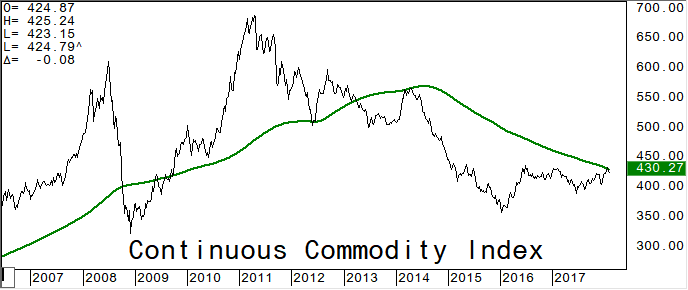 O= 424.87
H= 425.24
L= 423.15
L= 424.79^
Δ= -0.08
700.00
650.00
600.00
550.00
500.00
450.00
430.27
400.00
350.00
300.00
Continuous Commodity Index
2007 2008 2009 2010 2011 2012 2013 2014 2015 2016 2017